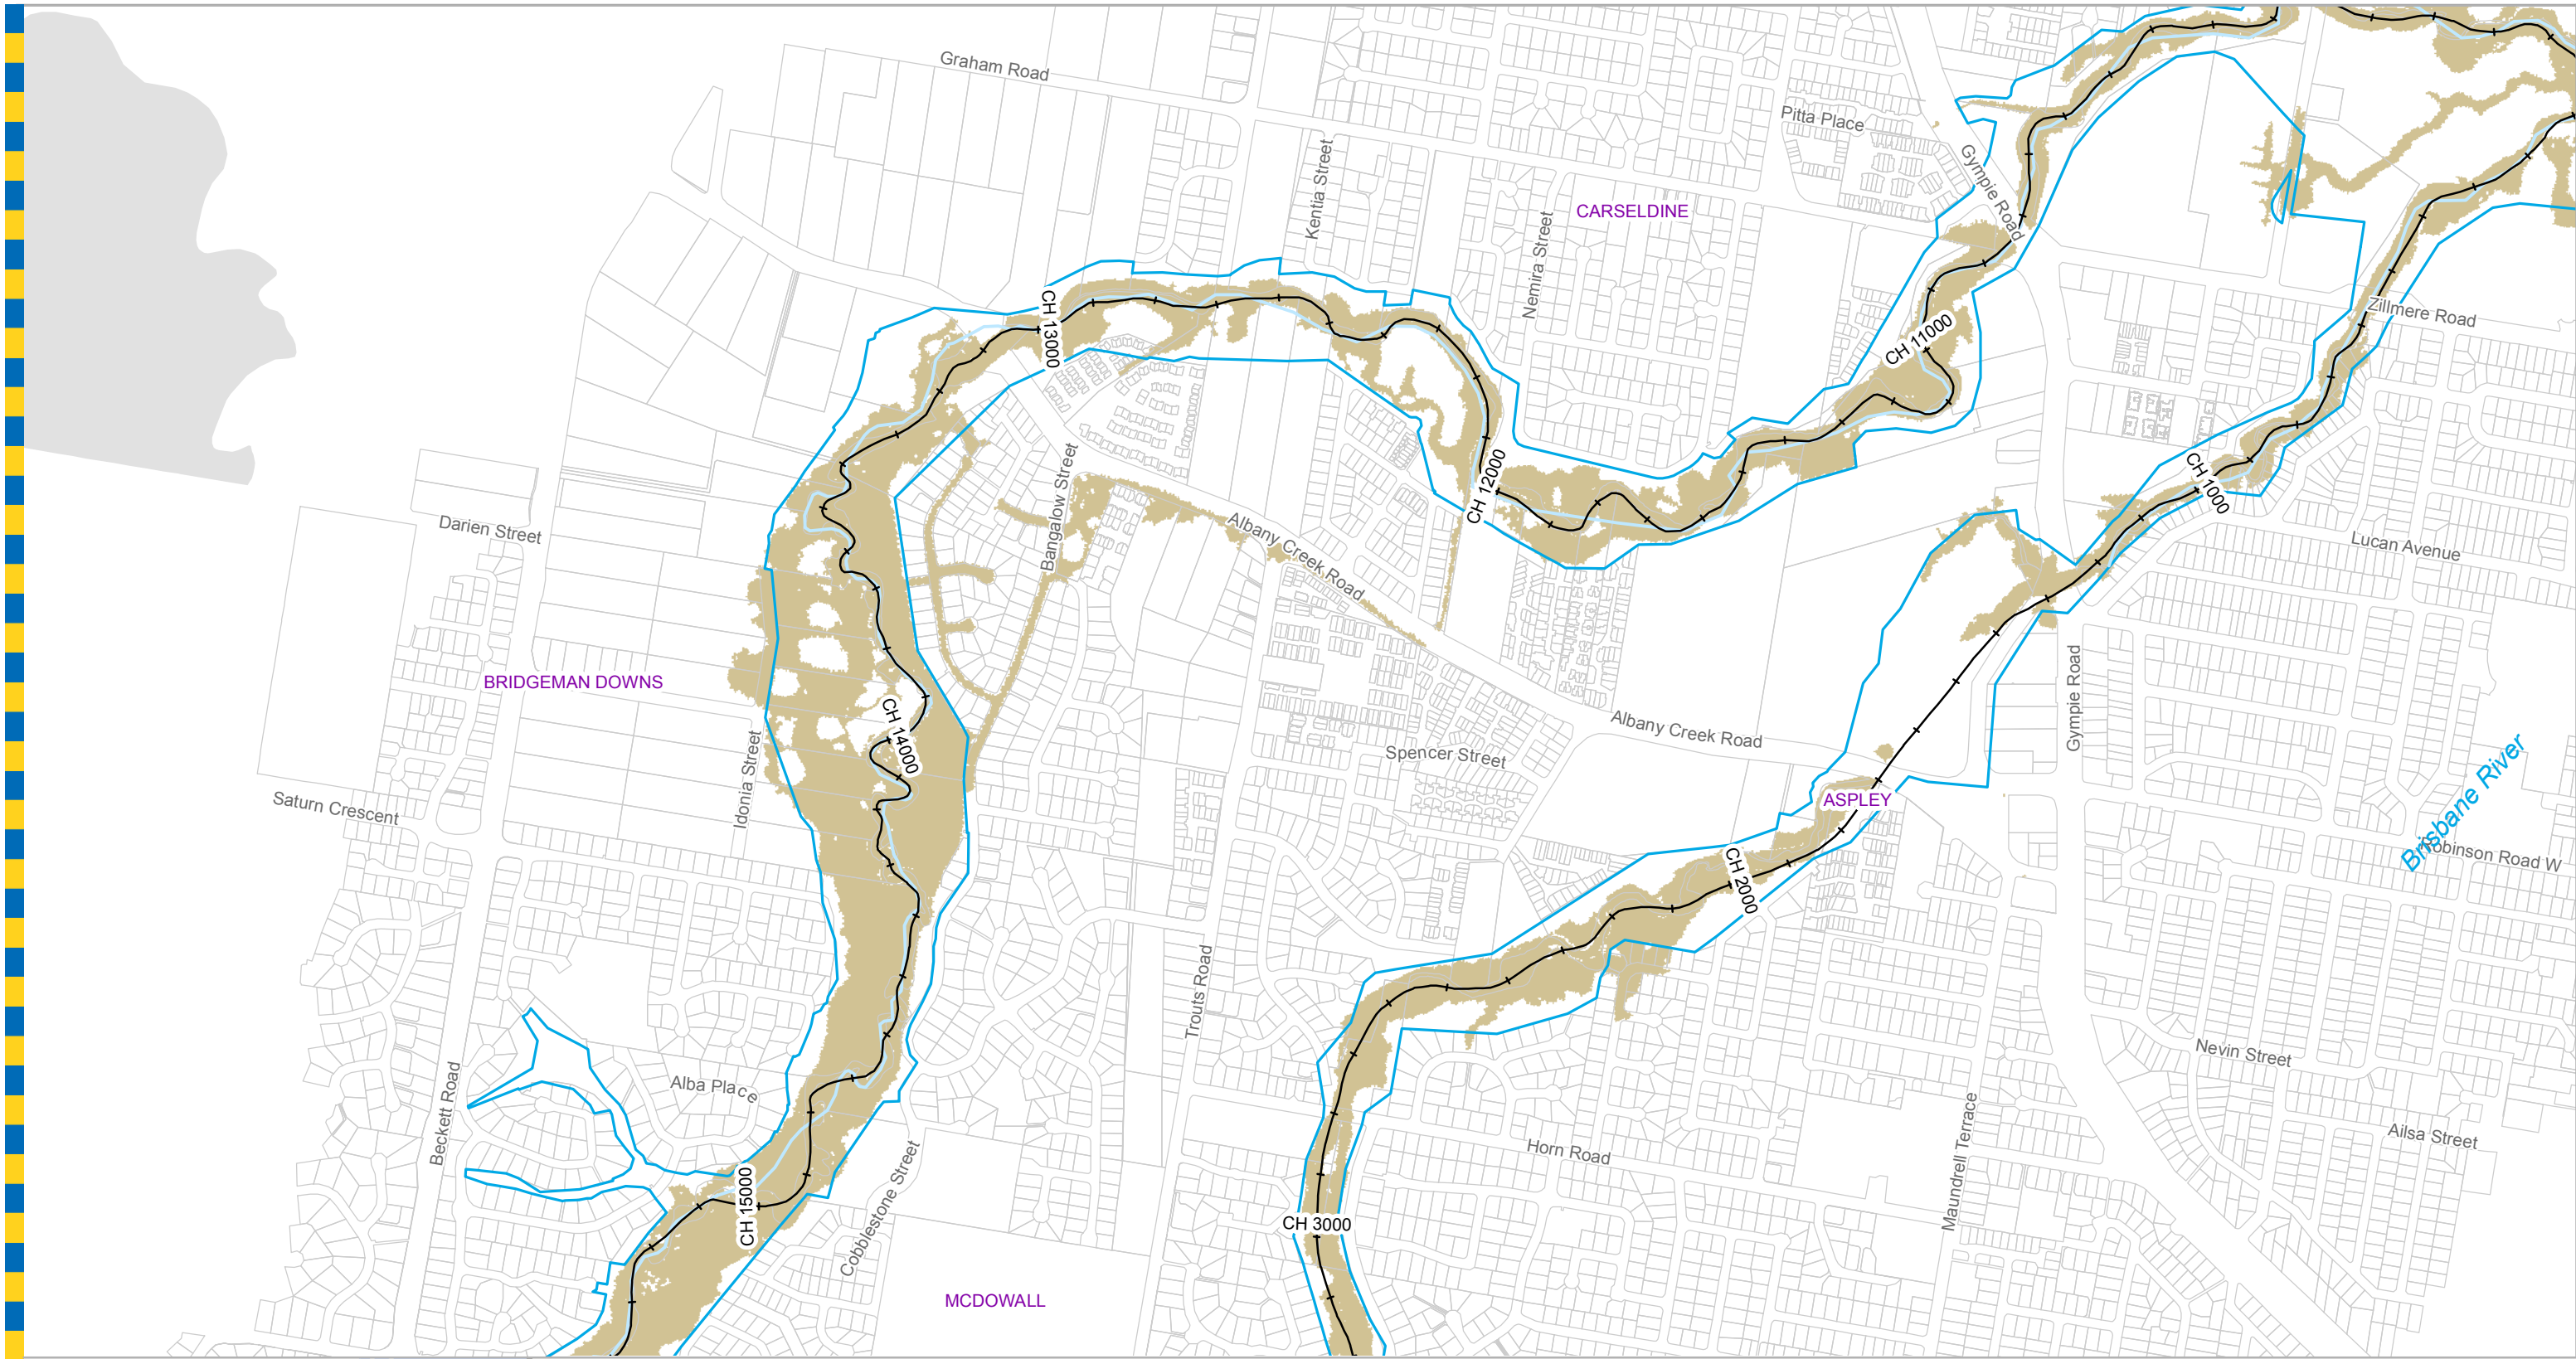 Graham Road
Pitta Place
Kentia Street
Gympie Road
CARSELDINE
Nemira Street
CH 13000
Zillmere Road
CH 11000
Bangalow Street
CH 12000
CH 1000
Darien Street
Albany Creek Road
Lucan Avenue
BRIDGEMAN DOWNS
Gympie Road
CH 14000
Albany Creek Road
Spencer Street
Idonia Street
Saturn Crescent
ASPLEY
Brisbane River
Robinson Road W
CH 2000
Trouts Road
Nevin Street
Alba Place
Beckett Road
Maundrell Terrace
Ailsa Street
Horn Road
CH 15000
Cobblestone Street
CH 3000
MCDOWALL